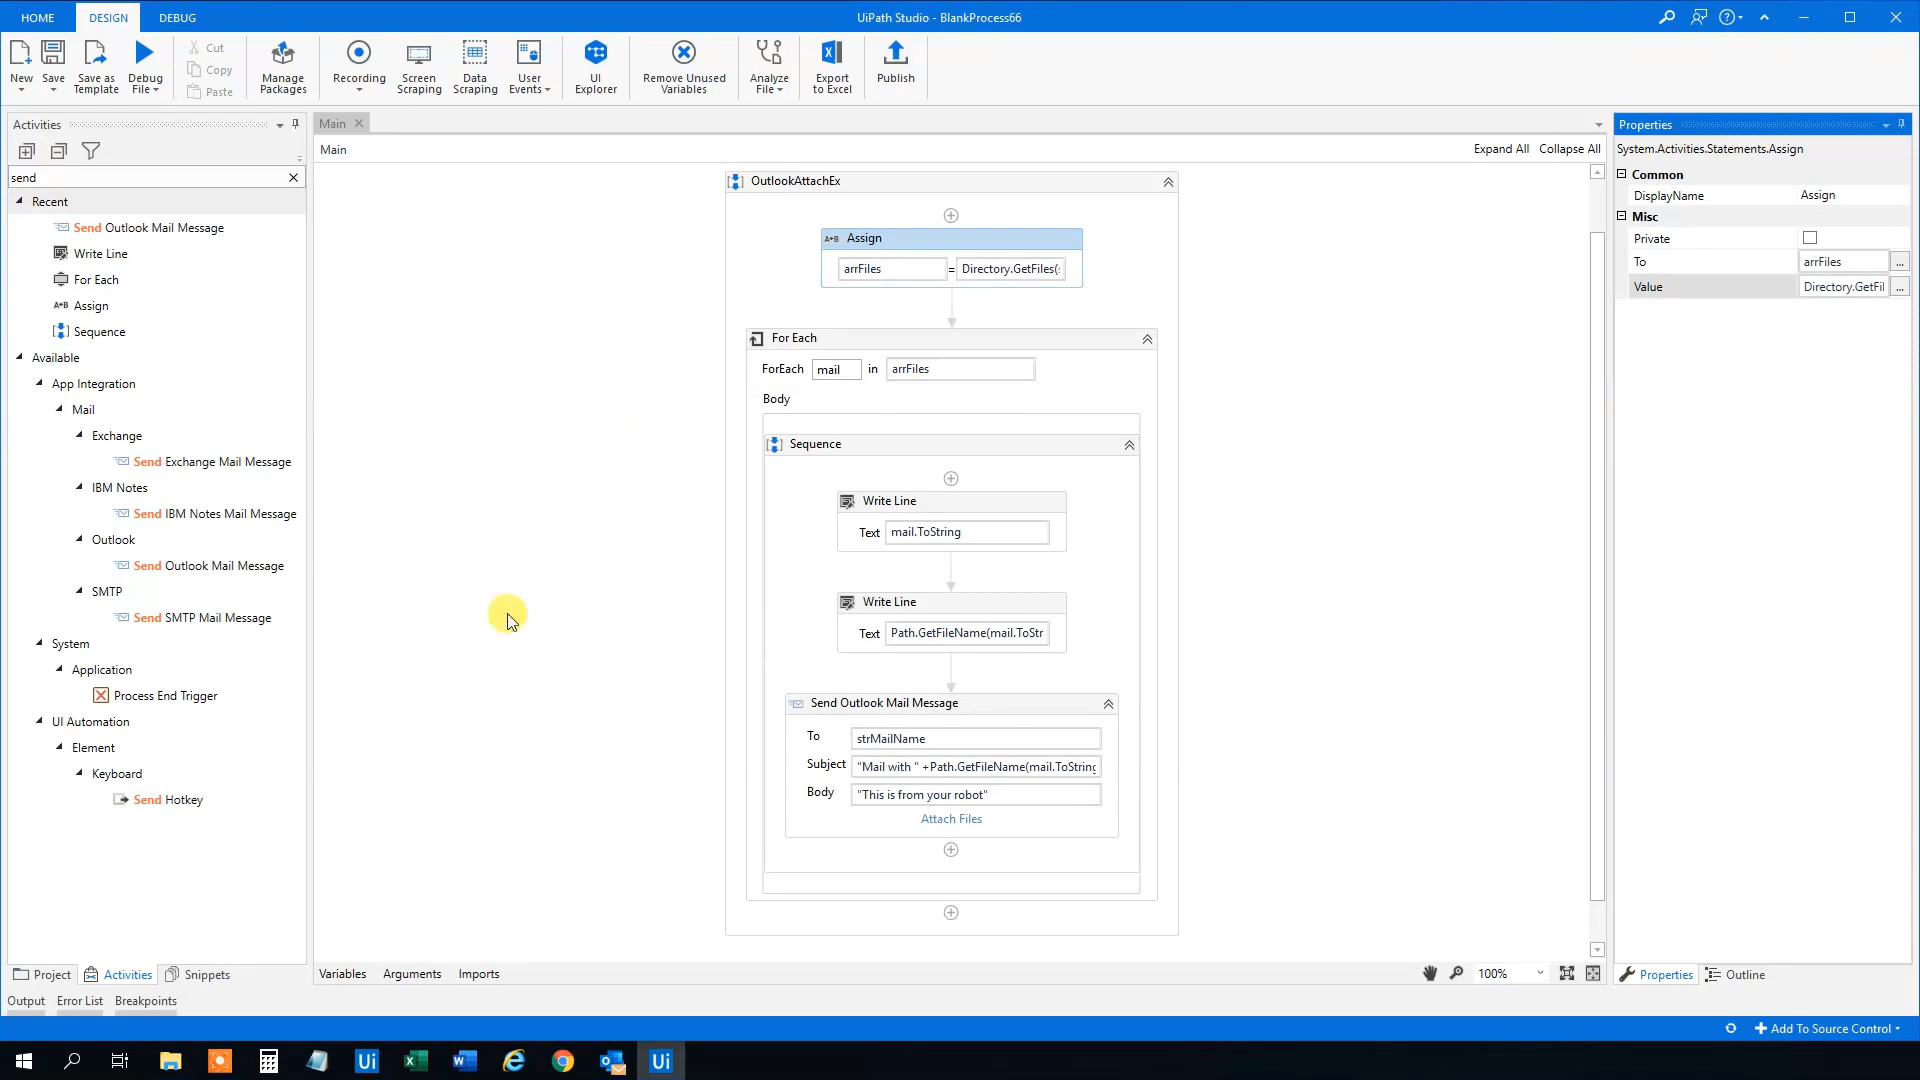 HOME DESIGN DEBUG UiPath Studio - BlankProcess66
New Save Save as Template Debug File Cut Copy Paste Manage Packages Recording Screen Scraping Data Scraping User Events UI Explorer Remove Unused Variables Analyze File Export to Excel Publish
Activities
send
Recent
Send Outlook Mail Message
Write Line
For Each
A+B Assign
Sequence
Available
App Integration
Mail
Exchange
Send Exchange Mail Message
IBM Notes
Send IBM Notes Mail Message
Outlook
Send Outlook Mail Message
SMTP
Send SMTP Mail Message
System
Application
Process End Trigger
UI Automation
Element
Keyboard
Send Hotkey
Project Activities Snippets
Main
Main Expand All Collapse All
OutlookAttachEx
A+B Assign
arrFiles = Directory.GetFiles(
For Each
ForEach mail in arrFiles
Body
Sequence
Write Line
Text mail.ToString
Write Line
Text Path.GetFileName(mail.ToStr
Send Outlook Mail Message
To strMailName
Subject "Mail with " +Path.GetFileName(mail.ToString
Body "This is from your robot"
Attach Files
Variables Arguments Imports 100%
Properties
System.Activities.Statements.Assign
Common
DisplayName Assign
Misc
Private
To arrFiles ...
Value Directory.GetFil ...
Properties Outline
Output Error List Breakpoints
Add To Source Control
Ui Ui